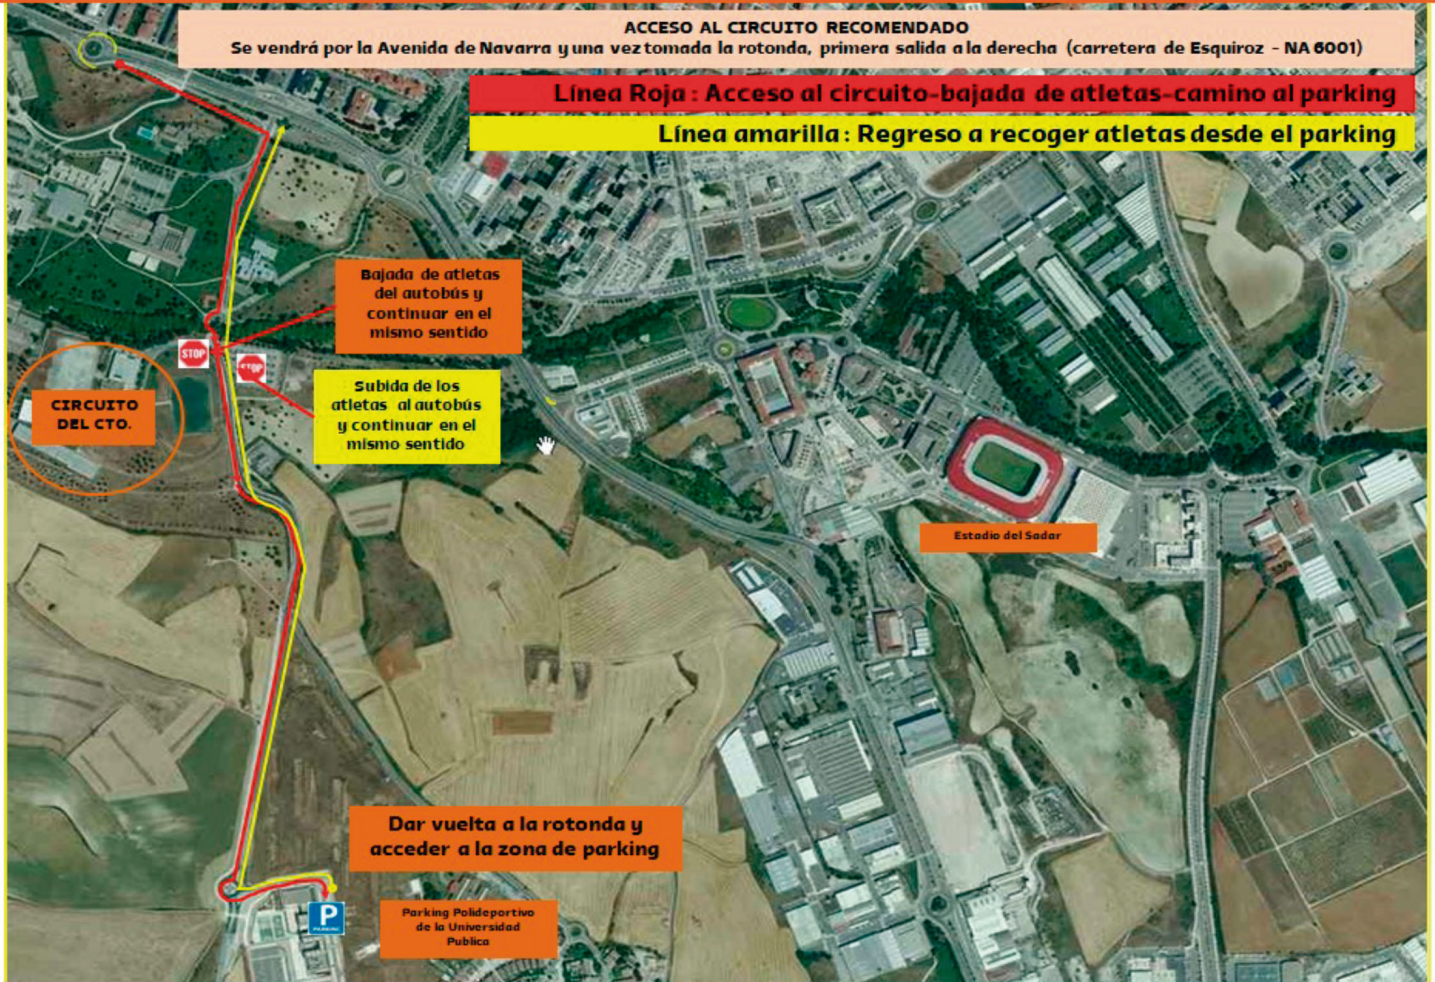 ACCESO AL CIRCUITO RECOMENDADO
Se vendrá por la Avenida de Navarra y una vez tomada la rotonda, primera salida a la derecha (carretera de Esquiroz - NA 6001)
Línea Roja : Acceso al circuito-bajada de atletas-camino al parking
Línea amarilla : Regreso a recoger atletas desde el parking
Bajada de atletas
del autobús y
continuar en el
mismo sentido
STOP
STOP
Subida de los
atletas al autobús
y continuar en el
mismo sentido
CIRCUITO
DEL CTO.
Estadio del Sadar
Dar vuelta a la rotonda y
acceder a la zona de parking
P
PARKING
Parking Polideportivo
de la Universidad
Publica